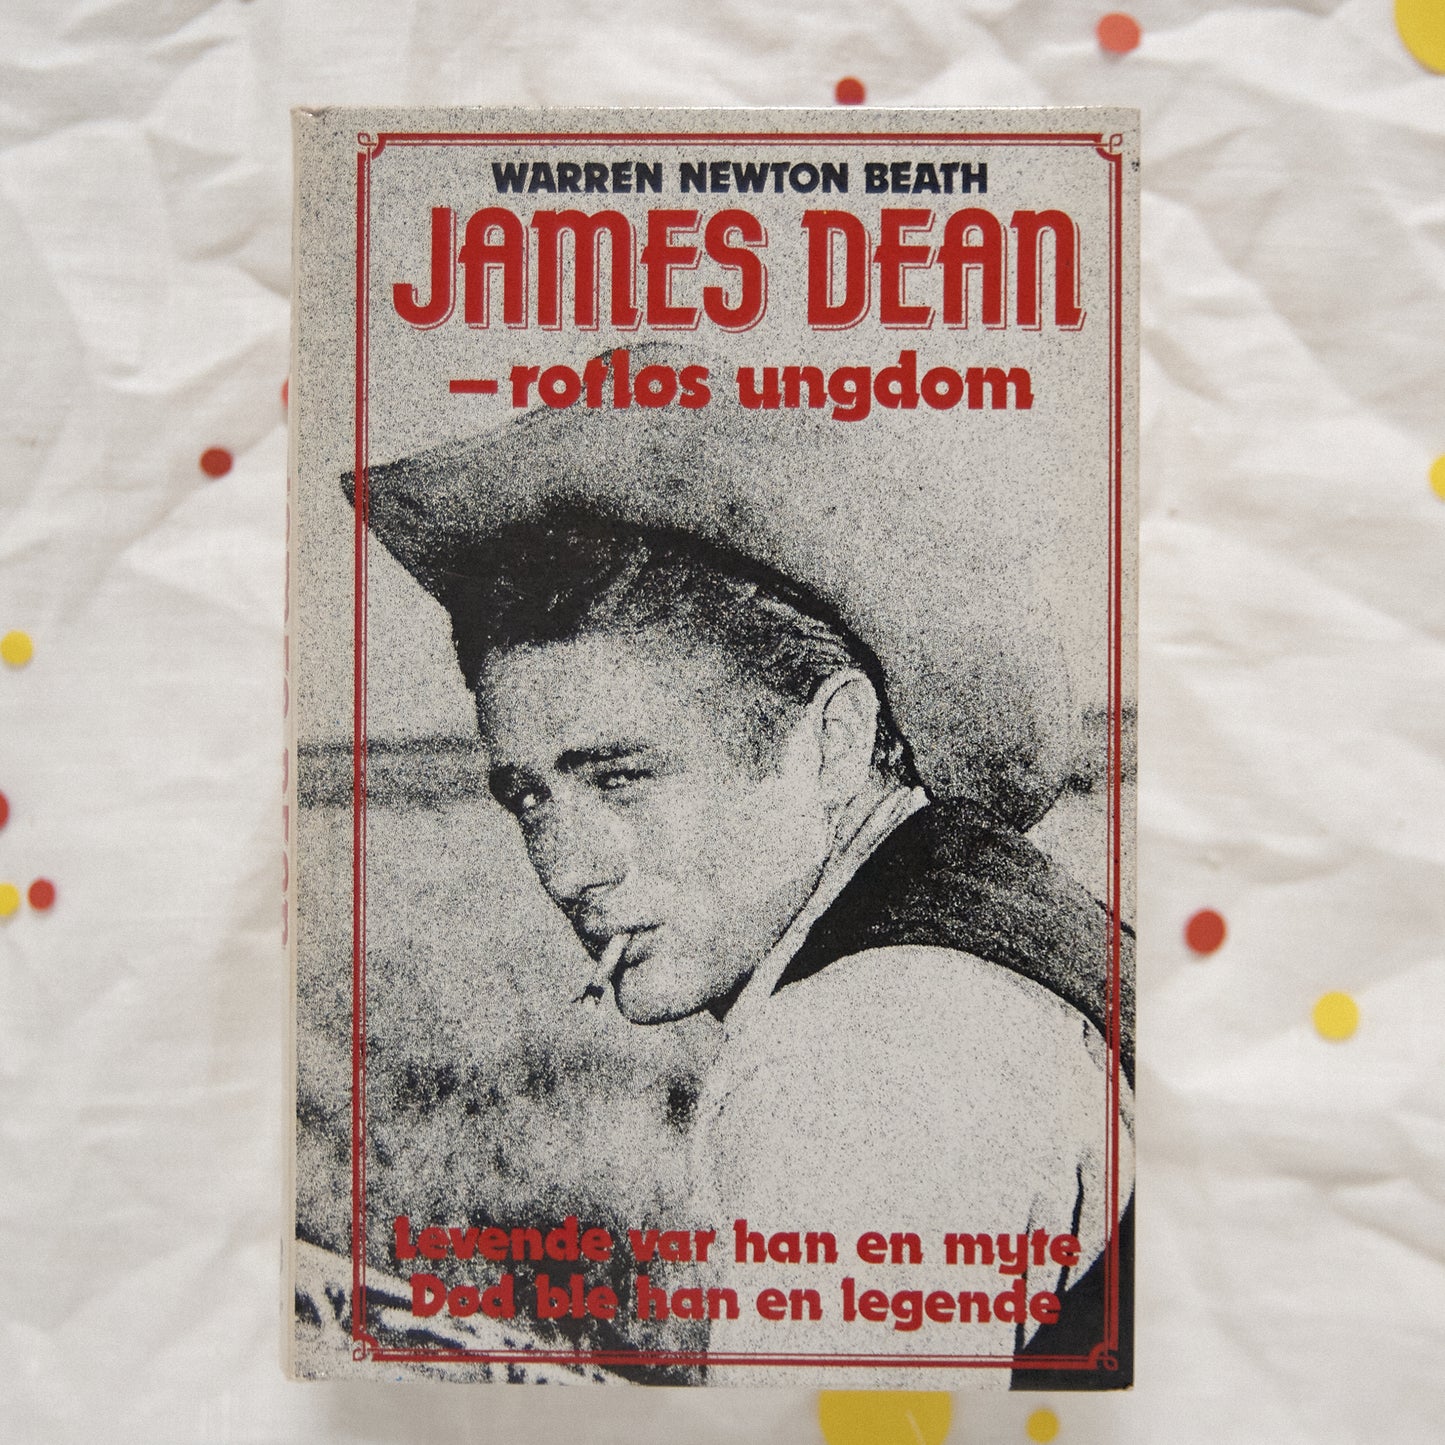 WARREN NEWTON BEATH
JAMES DEAN
—rotløs ungdom
Levende var han en myte
Død ble han en legende